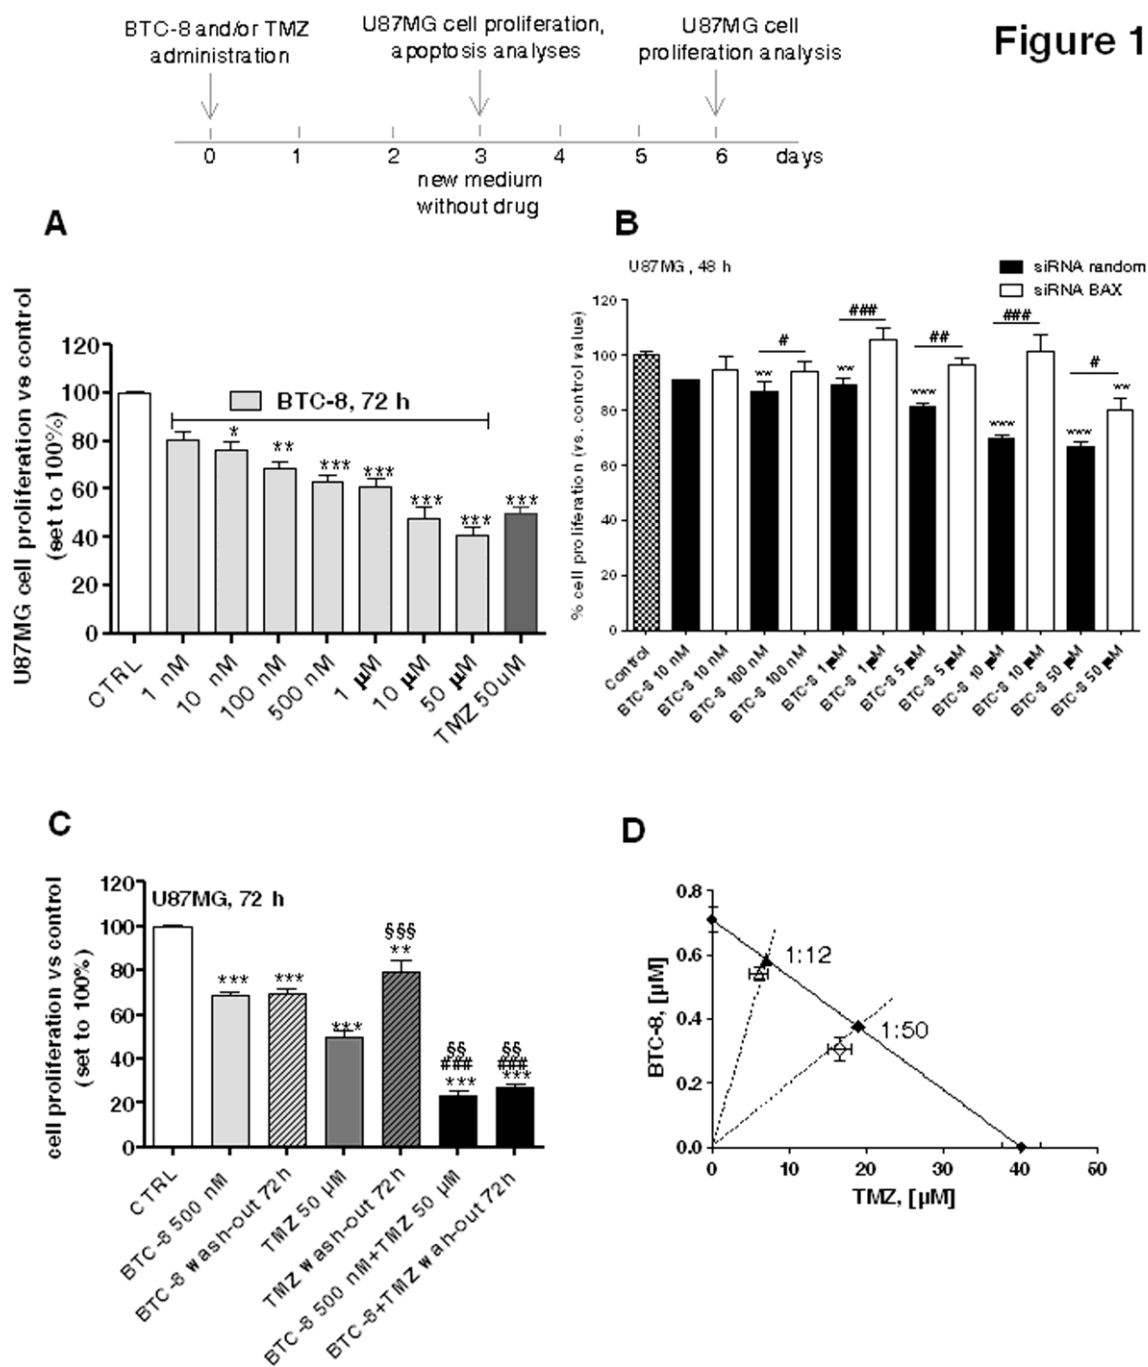 Figure 1
BTC-8 and/or TMZ
administration
U87MG cell proliferation,
apoptosis analyses
U87MG cell
proliferation analysis
0 1 2 3 4 5 6 days
new medium
without drug
A
U87MG cell proliferation vs control
(set to 100%)
120
100
80
60
40
20
0
BTC-8, 72 h
*
**
***
***
***
***
***
CTRL
1 nM
10 nM
100 nM
500 nM
1 µM
10 µM
50 µM
TMZ 50uM
B
U87MG , 48 h
siRNA random
siRNA BAX
% cell proliferation (vs. control value)
120
100
80
60
40
20
0
#
###
##
###
#
**
**
***
***
***
**
Control
BTC-8 10 nM
BTC-8 10 nM
BTC-8 100 nM
BTC-8 100 nM
BTC-8 1 µM
BTC-8 1 µM
BTC-8 5 µM
BTC-8 5 µM
BTC-8 10 µM
BTC-8 10 µM
BTC-8 50 µM
BTC-8 50 µM
C
U87MG, 72 h
cell proliferation vs control
(set to 100%)
120
100
80
60
40
20
0
***
***
***
§§§
**
§§
###
***
§§
###
***
CTRL
BTC-8 500 nM
BTC-8 wash-out 72h
TMZ 50 µM
TMZ wash-out 72h
BTC-8 500 nM+TMZ 50 µM
BTC-8+TMZ wah-out 72h
D
BTC-8, [µM]
0.8
0.6
0.4
0.2
0.0
1:12
1:50
0 10 20 30 40 50
TMZ, [µM]